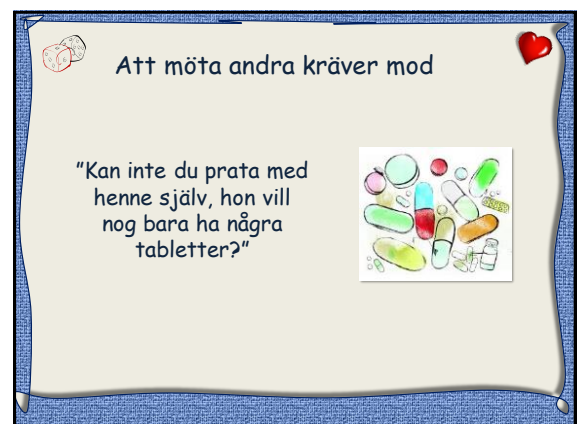 Att möta andra kräver mod
"Kan inte du prata med
henne själv, hon vill
nog bara ha några
tabletter?"